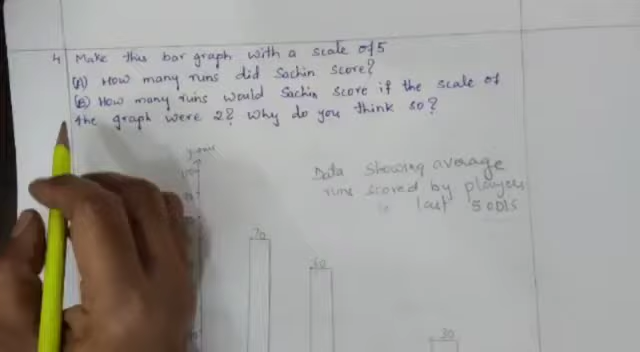 4. Make this bar graph with a scale of 5
(A) How many runs did Sachin score?
(B) How many runs would Sachin score if the scale of
the graph were 2? Why do you think so?
Data showing average
runs scored by players
in last 5 ODIs
70
60
30